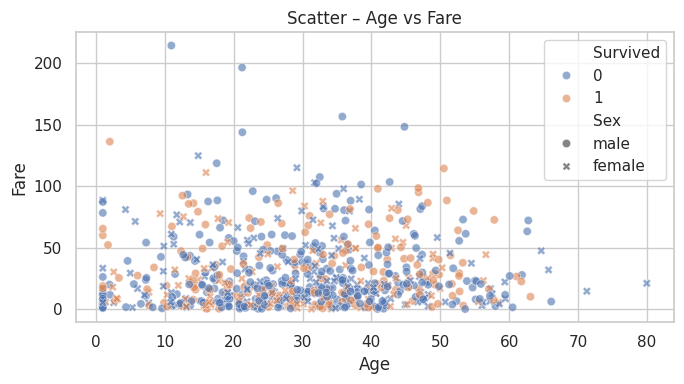 Scatter – Age vs Fare
Survived
0
1
Sex
male
female
200
150
100
50
0
Fare
0 10 20 30 40 50 60 70 80
Age